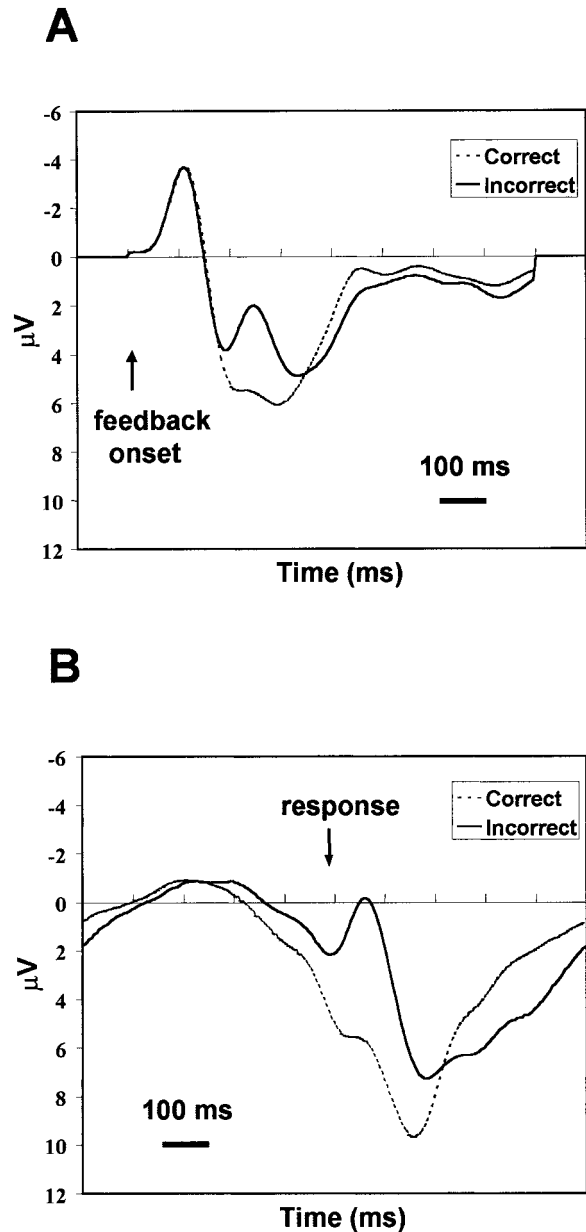 A
-6
-4
-2
0
2
4
6
8
10
12
μV
Correct
Incorrect
feedback
onset
100 ms
Time (ms)
B
-6
-4
-2
0
2
4
6
8
10
12
μV
Correct
Incorrect
response
100 ms
Time (ms)